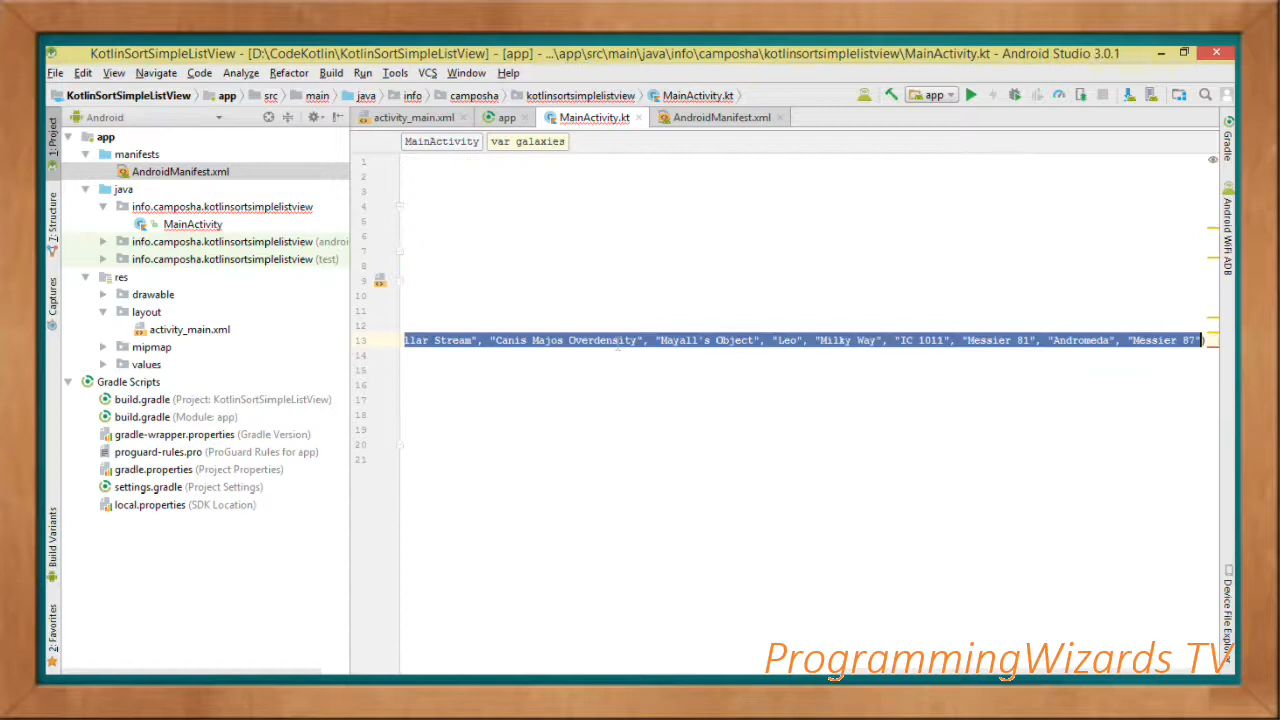 KotlinSortSimpleListView - [D:\CodeKotlin\KotlinSortSimpleListView] - [app] - ...\app\src\main\java\info\camposha\kotlinsortsimplelistview\MainActivity.kt - Android Studio 3.0.1
File Edit View Navigate Code Analyze Refactor Build Run Tools VCS Window Help
KotlinSortSimpleListView app src main java info camposha kotlinsortsimplelistview MainActivity.kt app
Android activity_main.xml app MainActivity.kt AndroidManifest.xml
MainActivity var galaxies
1: Project
7: Structure
Captures
Build Variants
2: Favorites
app
manifests
AndroidManifest.xml
java
info.camposha.kotlinsortsimplelistview
MainActivity
info.camposha.kotlinsortsimplelistview (androi
info.camposha.kotlinsortsimplelistview (test)
res
drawable
layout
activity_main.xml
mipmap
values
Gradle Scripts
build.gradle (Project: KotlinSortSimpleListView)
build.gradle (Module: app)
gradle-wrapper.properties (Gradle Version)
proguard-rules.pro (ProGuard Rules for app)
gradle.properties (Project Properties)
settings.gradle (Project Settings)
local.properties (SDK Location)
1
2
3
4
5
6
7
8
9
10
11
12
13 llar Stream", "Canis Majos Overdensity", "Mayall's Object", "Leo", "Milky Way", "IC 1011", "Messier 81", "Andromeda", "Messier 87")
14
15
16
17
18
19
20
21
Gradle
Android WiFi ADB
Device File Explorer
ProgrammingWizards TV